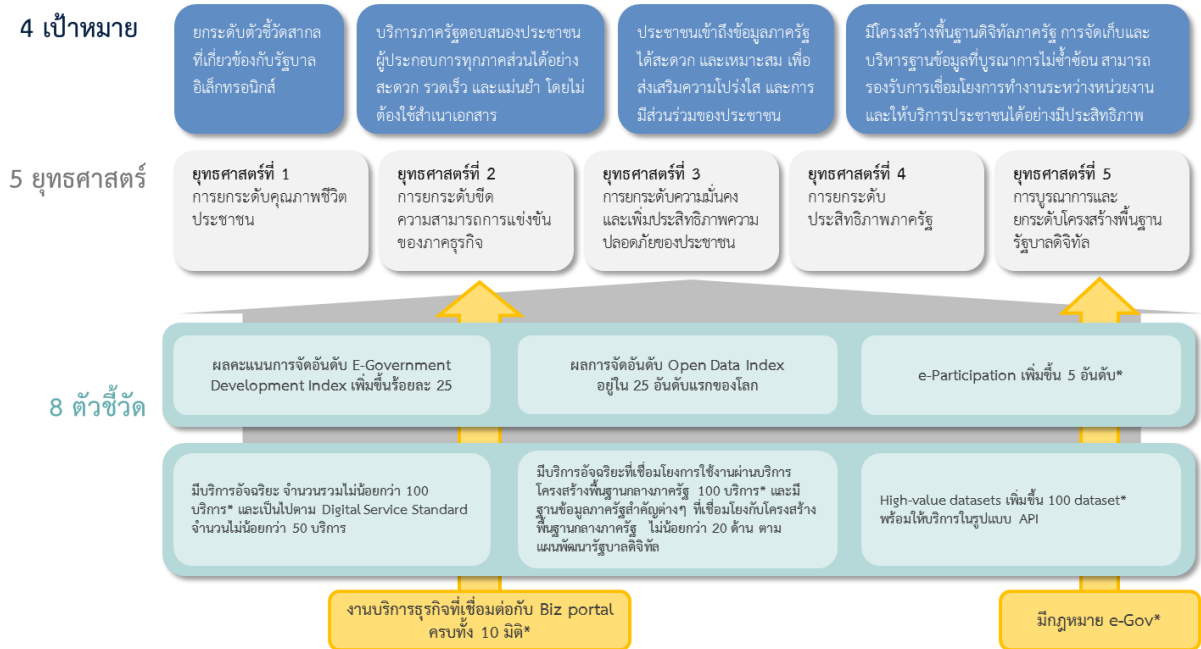 4 เป้าหมาย
ยกระดับตัวชี้วัดสากล
ที่เกี่ยวข้องกับรัฐบาล
อิเล็กทรอนิกส์
บริการภาครัฐตอบสนองประชาชน
ผู้ประกอบการทุกภาคส่วนได้อย่าง
สะดวก รวดเร็ว และแม่นยำ โดยไม่
ต้องใช้สำเนาเอกสาร
ประชาชนเข้าถึงข้อมูลภาครัฐ
ได้สะดวก และเหมาะสม เพื่อ
ส่งเสริมความโปร่งใส และการ
มีส่วนร่วมของประชาชน
มีโครงสร้างพื้นฐานดิจิทัลภาครัฐ การจัดเก็บและ
บริหารฐานข้อมูลที่บูรณาการไม่ซ้ำซ้อน สามารถ
รองรับการเชื่อมโยงการทำงานระหว่างหน่วยงาน
และให้บริการประชาชนได้อย่างมีประสิทธิภาพ
5 ยุทธศาสตร์
ยุทธศาสตร์ที่ 1
การยกระดับคุณภาพชีวิต
ประชาชน
ยุทธศาสตร์ที่ 2
การยกระดับขีด
ความสามารถการแข่งขัน
ของภาคธุรกิจ
ยุทธศาสตร์ที่ 3
การยกระดับความมั่นคง
และเพิ่มประสิทธิภาพความ
ปลอดภัยของประชาชน
ยุทธศาสตร์ที่ 4
การยกระดับ
ประสิทธิภาพภาครัฐ
ยุทธศาสตร์ที่ 5
การบูรณาการและ
ยกระดับโครงสร้างพื้นฐาน
รัฐบาลดิจิทัล
8 ตัวชี้วัด
ผลคะแนนการจัดอันดับ E-Government
Development Index เพิ่มขึ้นร้อยละ 25
ผลการจัดอันดับ Open Data Index
อยู่ใน 25 อันดับแรกของโลก
e-Participation เพิ่มขึ้น 5 อันดับ*
มีบริการอัจฉริยะ จำนวนรวมไม่น้อยกว่า 100
บริการ* และเป็นไปตาม Digital Service Standard
จำนวนไม่น้อยกว่า 50 บริการ
มีบริการอัจฉริยะที่เชื่อมโยงการใช้งานผ่านบริการ
โครงสร้างพื้นฐานกลางภาครัฐ 100 บริการ* และมี
ฐานข้อมูลภาครัฐสำคัญต่างๆ ที่เชื่อมโยงกับโครงสร้าง
พื้นฐานกลางภาครัฐ ไม่น้อยกว่า 20 ด้าน ตาม
แผนพัฒนารัฐบาลดิจิทัล
High-value datasets เพิ่มขึ้น 100 dataset*
พร้อมให้บริการในรูปแบบ API
งานบริการธุรกิจที่เชื่อมต่อกับ Biz portal
ครบทั้ง 10 มิติ*
มีกฎหมาย e-Gov*